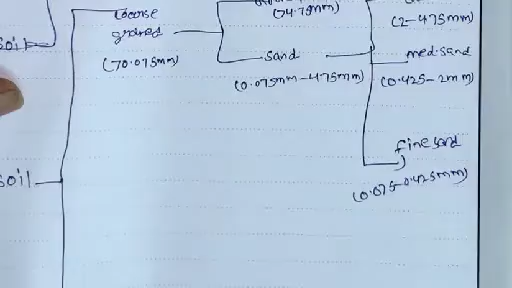 coarse
grained
(>0.075mm)
(>4.75mm)
sand
(0.075mm-4.75mm)
(2-4.75mm)
med.sand
(0.425-2mm)
fine sand
(0.075-0.425mm)
soil
soil